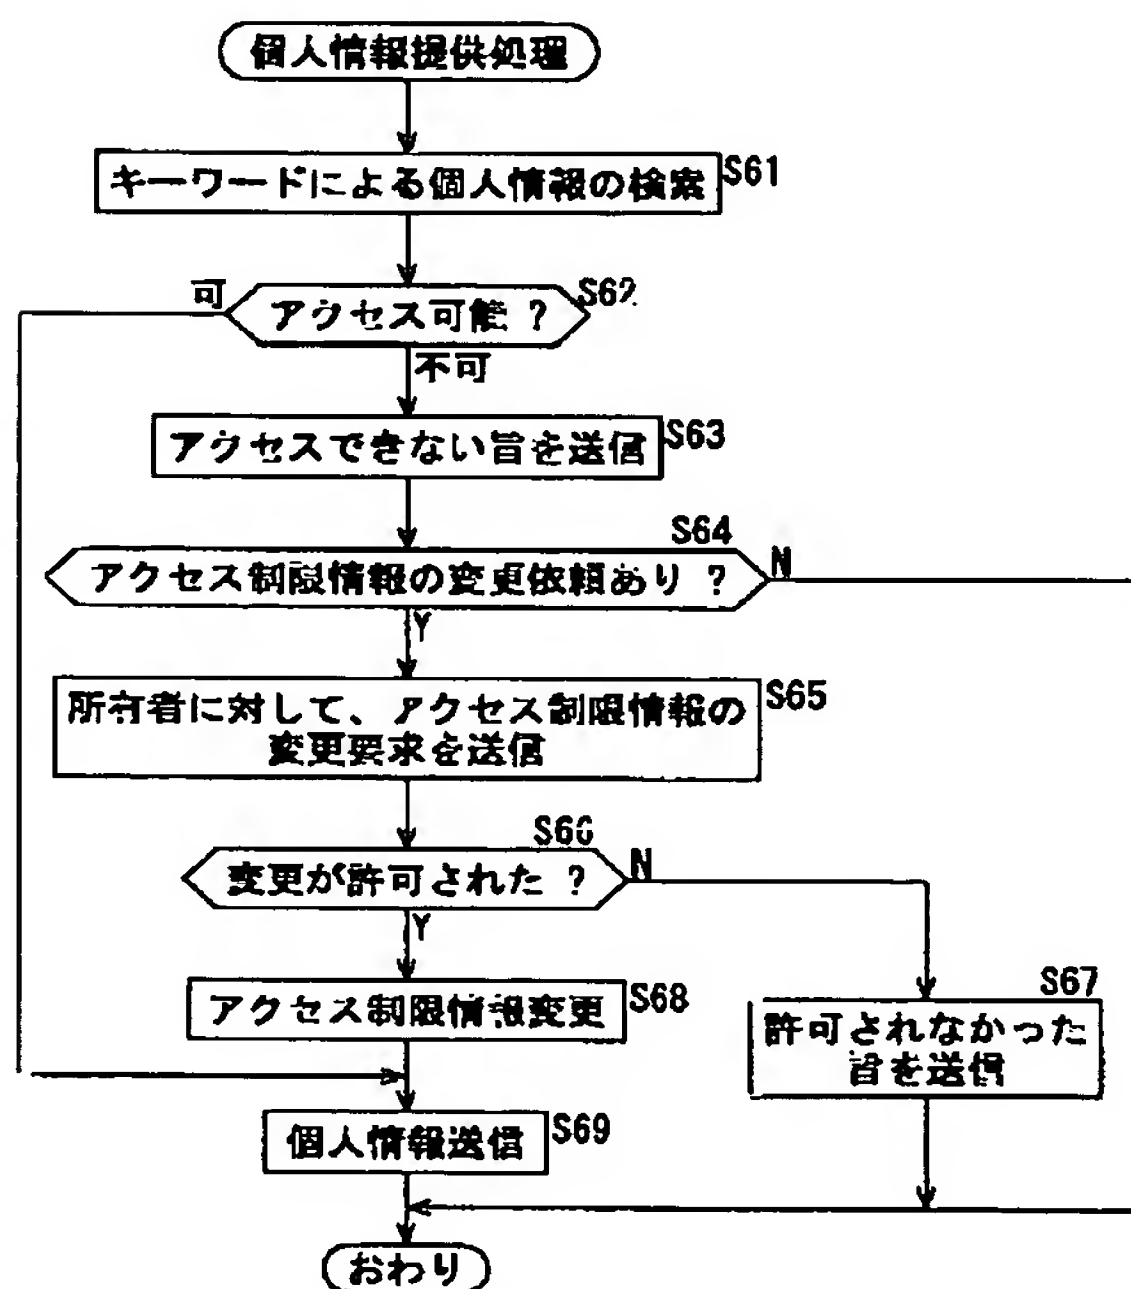 個人情報提供処理
キーワードによる個人情報の検索
S61
可
アクセス可能？
S62
不可
アクセスできない旨を送信
S63
S64
アクセス制限情報の変更依頼あり？
N
Y
所有者に対して、アクセス制限情報の
変更要求を送信
S65
S66
変更が許可された？
N
Y
アクセス制限情報変更
S68
S67
許可されなかった
旨を送信
個人情報送信
S69
おわり